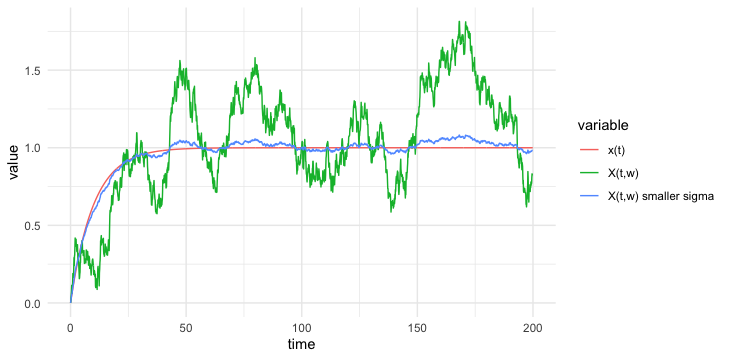 1.5
1.0
0.5
0.0
value
0
50
100
150
200
time
variable
x(t)
X(t,w)
X(t,w) smaller sigma